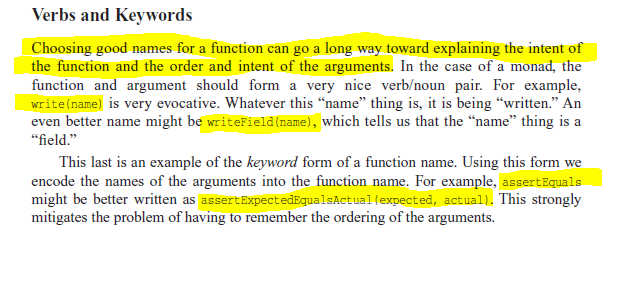 Verbs and Keywords
Choosing good names for a function can go a long way toward explaining the intent of
the function and the order and intent of the arguments. In the case of a monad, the
function and argument should form a very nice verb/noun pair. For example,
write(name) is very evocative. Whatever this “name” thing is, it is being “written.” An
even better name might be writeField(name), which tells us that the “name” thing is a
“field.”
This last is an example of the keyword form of a function name. Using this form we
encode the names of the arguments into the function name. For example, assertEquals
might be better written as assertExpectedEqualsActual(expected, actual). This strongly
mitigates the problem of having to remember the ordering of the arguments.